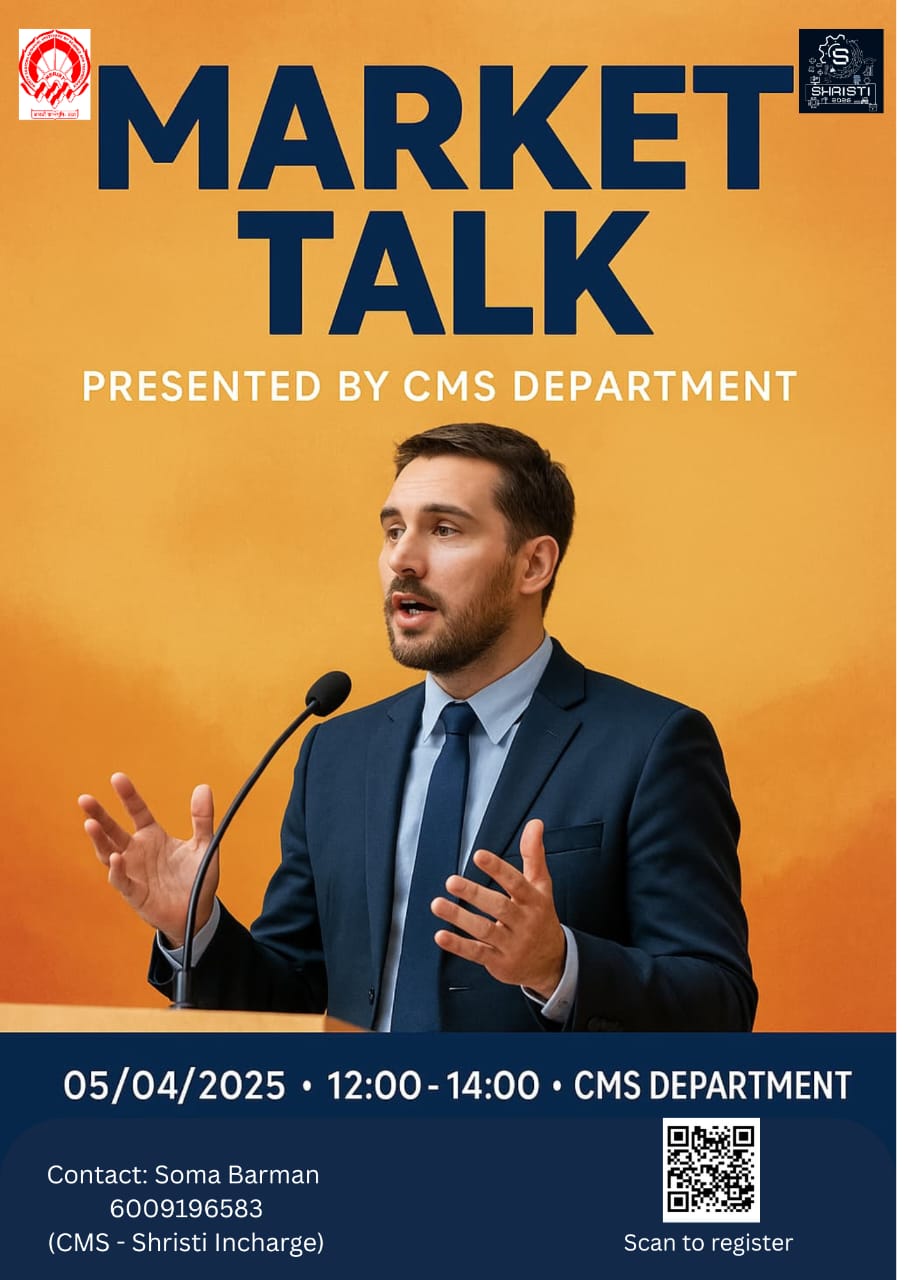 MARKET
TALK
SHRISTI
2026
PRESENTED BY CMS DEPARTMENT
05/04/2025 • 12:00 - 14:00 • CMS DEPARTMENT
Contact: Soma Barman
6009196583
(CMS - Shristi Incharge)
Scan to register